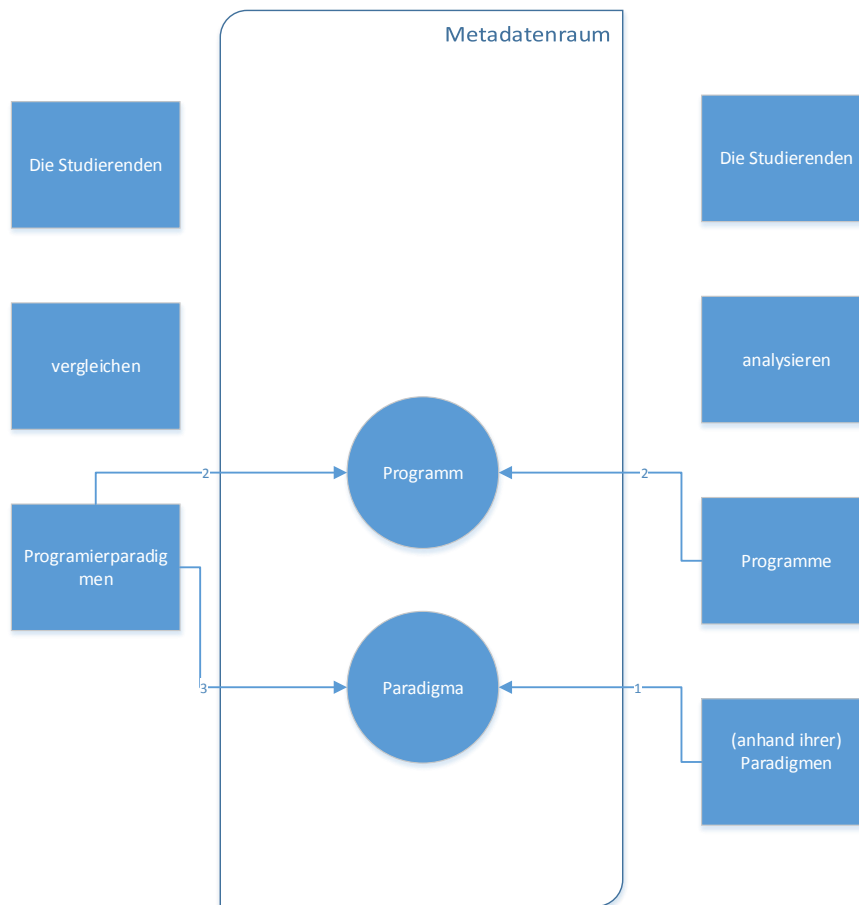 Metadatenraum
Die Studierenden
Die Studierenden
vergleichen
analysieren
2
Programm
2
Programierparadig
men
Programme
3
Paradigma
1
(anhand ihrer)
Paradigmen